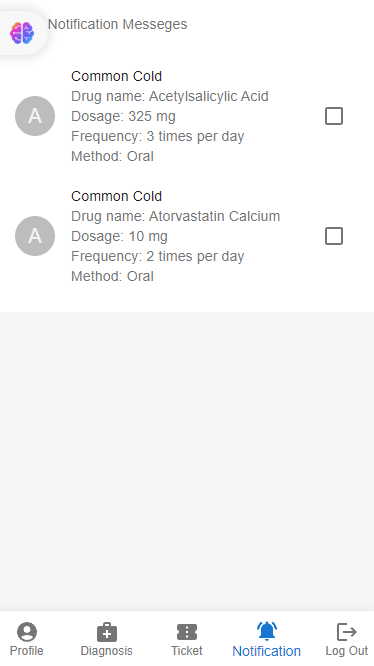 Notification Messeges
Common Cold
A
Drug name: Acetylsalicylic Acid
Dosage: 325 mg
Frequency: 3 times per day
Method: Oral
Common Cold
A
Drug name: Atorvastatin Calcium
Dosage: 10 mg
Frequency: 2 times per day
Method: Oral
Profile
Diagnosis
Ticket
Notification
Log Out